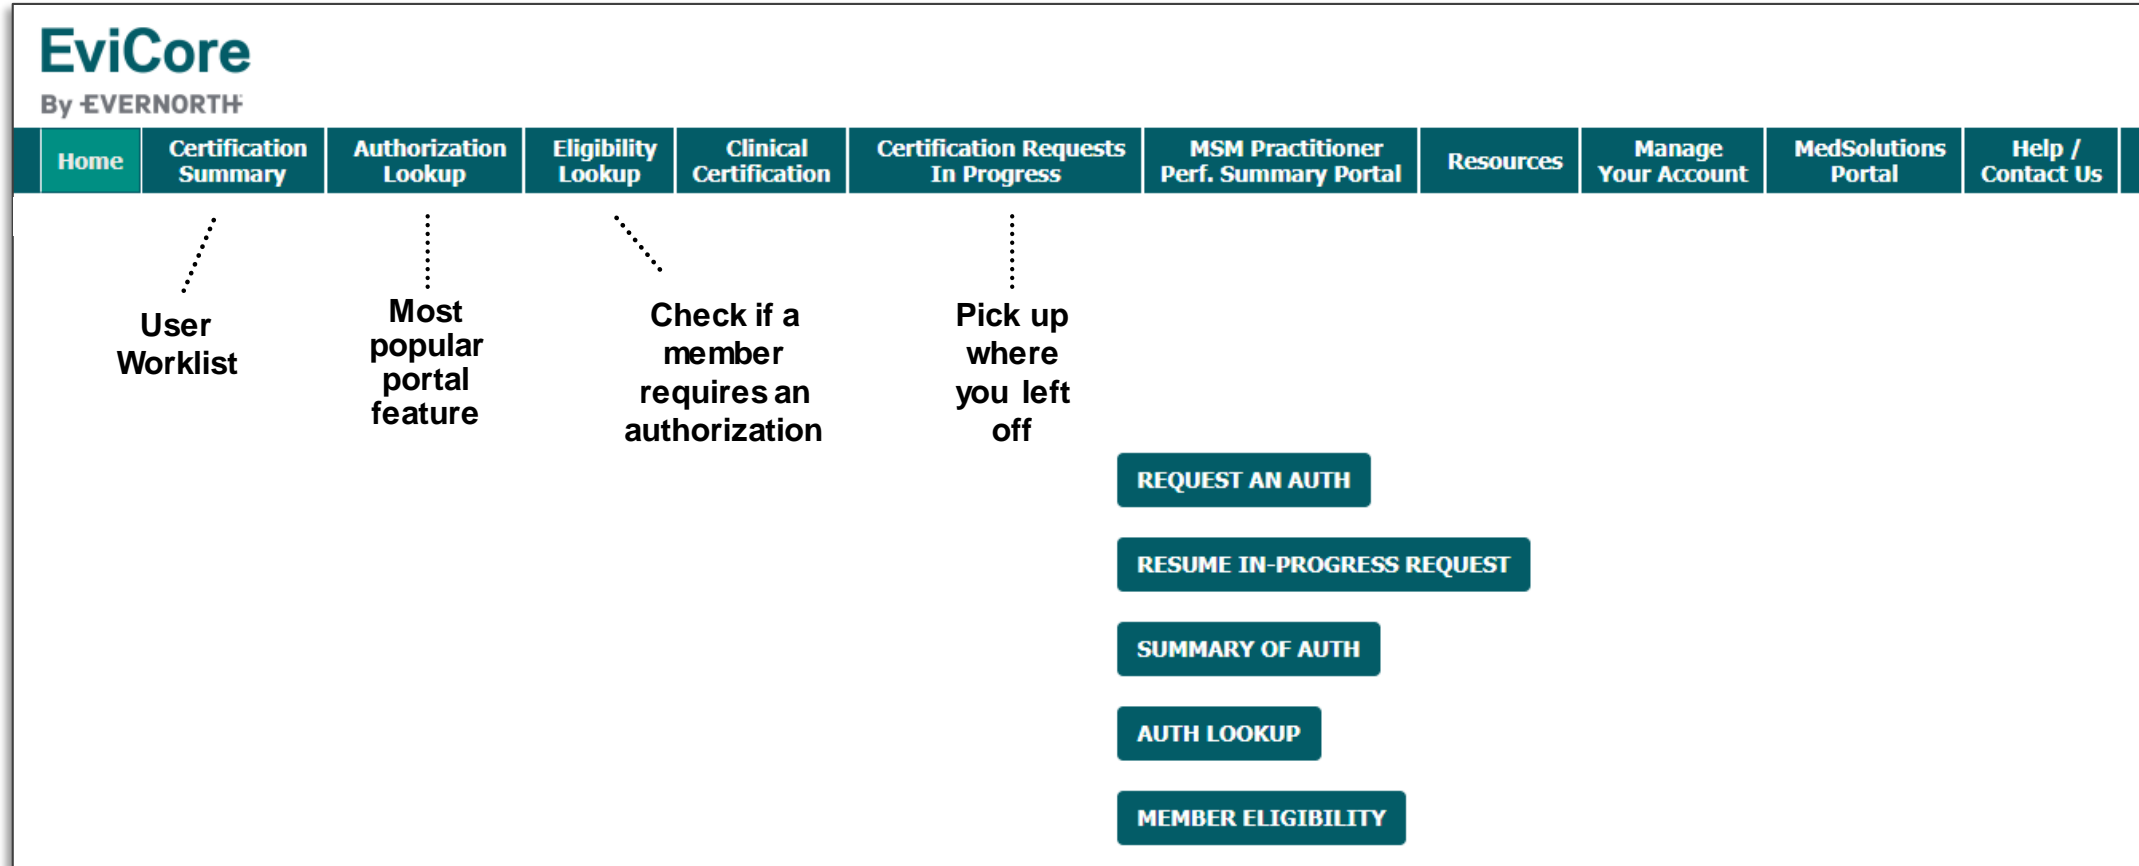 EviCore
By EVERNORTH
Home
Certification
Summary
Authorization
Lookup
Eligibility
Lookup
Clinical
Certification
Certification Requests
In Progress
MSM Practitioner
Perf. Summary Portal
Resources
Manage
Your Account
MedSolutions
Portal
Help /
Contact Us
User
Worklist
Most
popular
portal
feature
Check if a
member
requires an
authorization
Pick up
where
you left
off
REQUEST AN AUTH
RESUME IN-PROGRESS REQUEST
SUMMARY OF AUTH
AUTH LOOKUP
MEMBER ELIGIBILITY